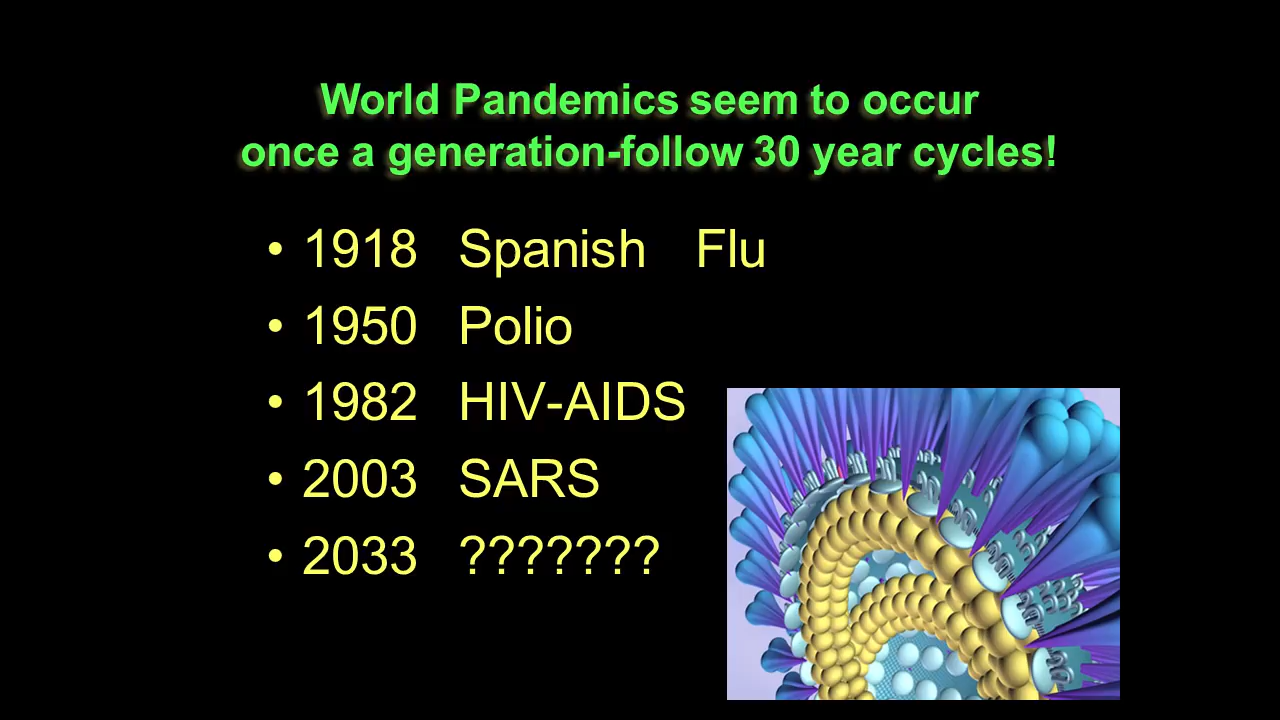 World Pandemics seem to occur
once a generation-follow 30 year cycles!
• 1918 Spanish Flu
• 1950 Polio
• 1982 HIV-AIDS
• 2003 SARS
• 2033 ???????